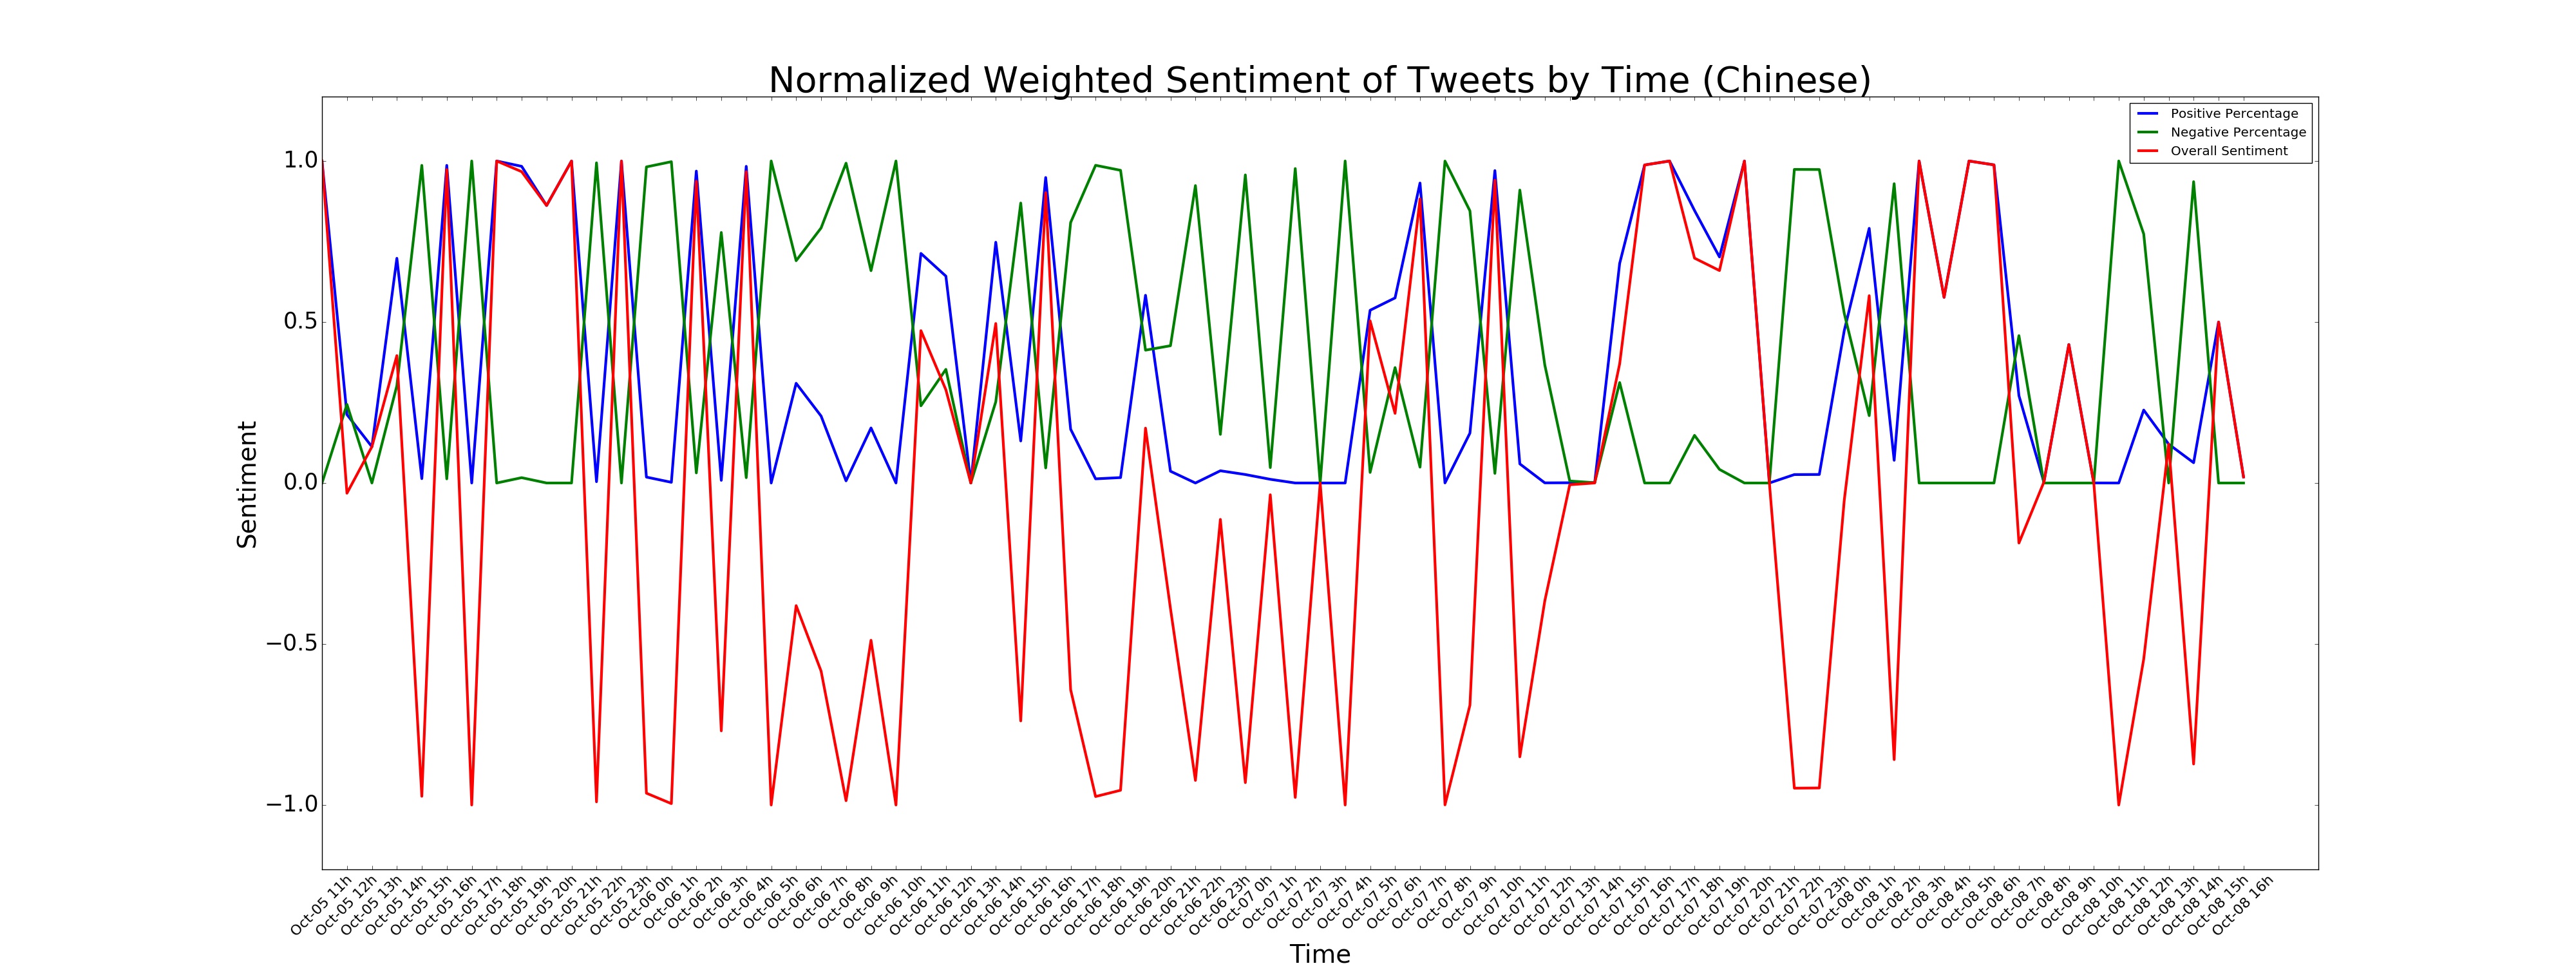 Normalized Weighted Sentiment of Tweets by Time (Chinese)
Positive Percentage
Negative Percentage
Overall Sentiment
1.0
0.5
0.0
−0.5
−1.0
Sentiment
Oct-05 11h
Oct-05 12h
Oct-05 13h
Oct-05 14h
Oct-05 15h
Oct-05 16h
Oct-05 17h
Oct-05 18h
Oct-05 19h
Oct-05 20h
Oct-05 21h
Oct-05 22h
Oct-05 23h
Oct-06 0h
Oct-06 1h
Oct-06 2h
Oct-06 3h
Oct-06 4h
Oct-06 5h
Oct-06 6h
Oct-06 7h
Oct-06 8h
Oct-06 9h
Oct-06 10h
Oct-06 11h
Oct-06 12h
Oct-06 13h
Oct-06 14h
Oct-06 15h
Oct-06 16h
Oct-06 17h
Oct-06 18h
Oct-06 19h
Oct-06 20h
Oct-06 21h
Oct-06 22h
Oct-06 23h
Oct-07 0h
Oct-07 1h
Oct-07 2h
Oct-07 3h
Oct-07 4h
Oct-07 5h
Oct-07 6h
Oct-07 7h
Oct-07 8h
Oct-07 9h
Oct-07 10h
Oct-07 11h
Oct-07 12h
Oct-07 13h
Oct-07 14h
Oct-07 15h
Oct-07 16h
Oct-07 17h
Oct-07 18h
Oct-07 19h
Oct-07 20h
Oct-07 21h
Oct-07 22h
Oct-07 23h
Oct-08 0h
Oct-08 1h
Oct-08 2h
Oct-08 3h
Oct-08 4h
Oct-08 5h
Oct-08 6h
Oct-08 7h
Oct-08 8h
Oct-08 9h
Oct-08 10h
Oct-08 11h
Oct-08 12h
Oct-08 13h
Oct-08 14h
Oct-08 15h
Oct-08 16h
Time